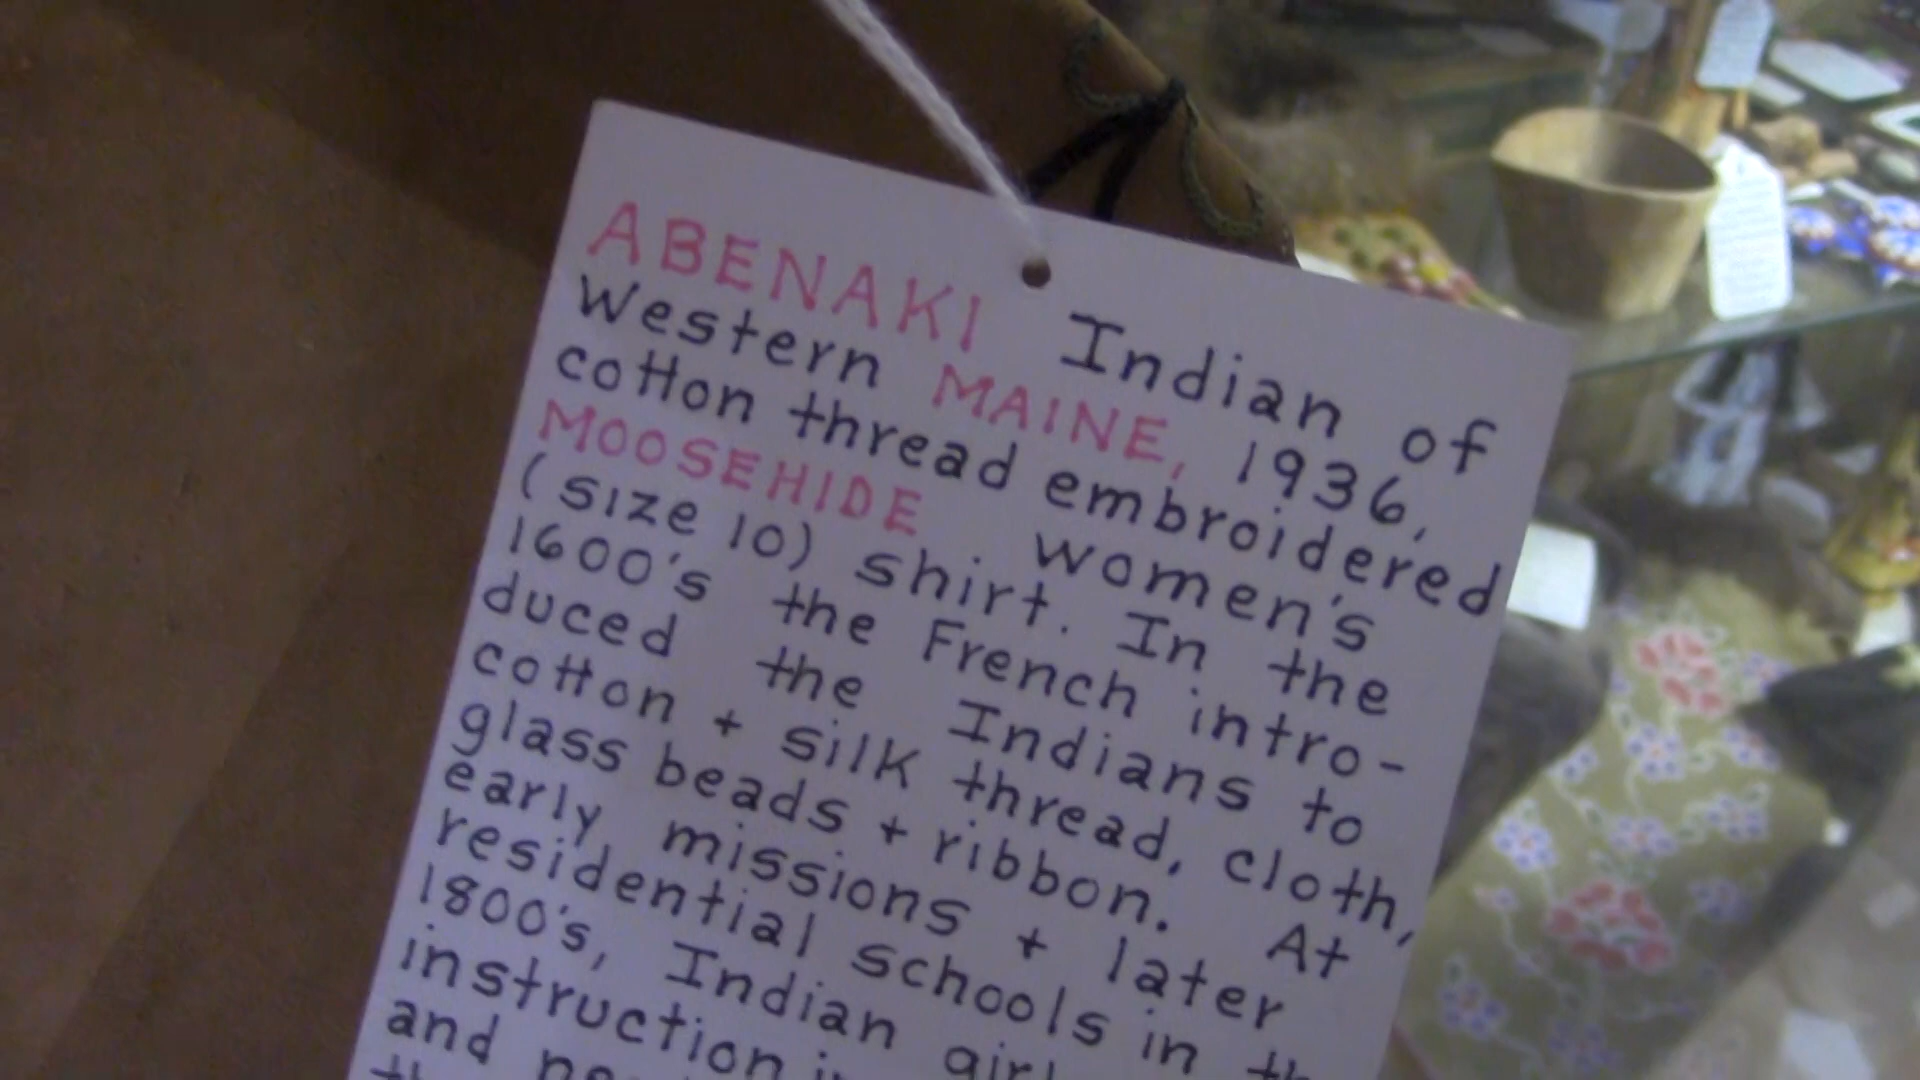 ABENAKI Indian of
Western MAINE, 1936,
cotton thread embroidered
MOOSEHIDE women's
(size 10) shirt. In the
1600's the French intro-
duced the Indians to
cotton + silk thread, cloth,
glass beads + ribbon. At
early missions + later
residential schools in
1800's, Indian
instruction
and